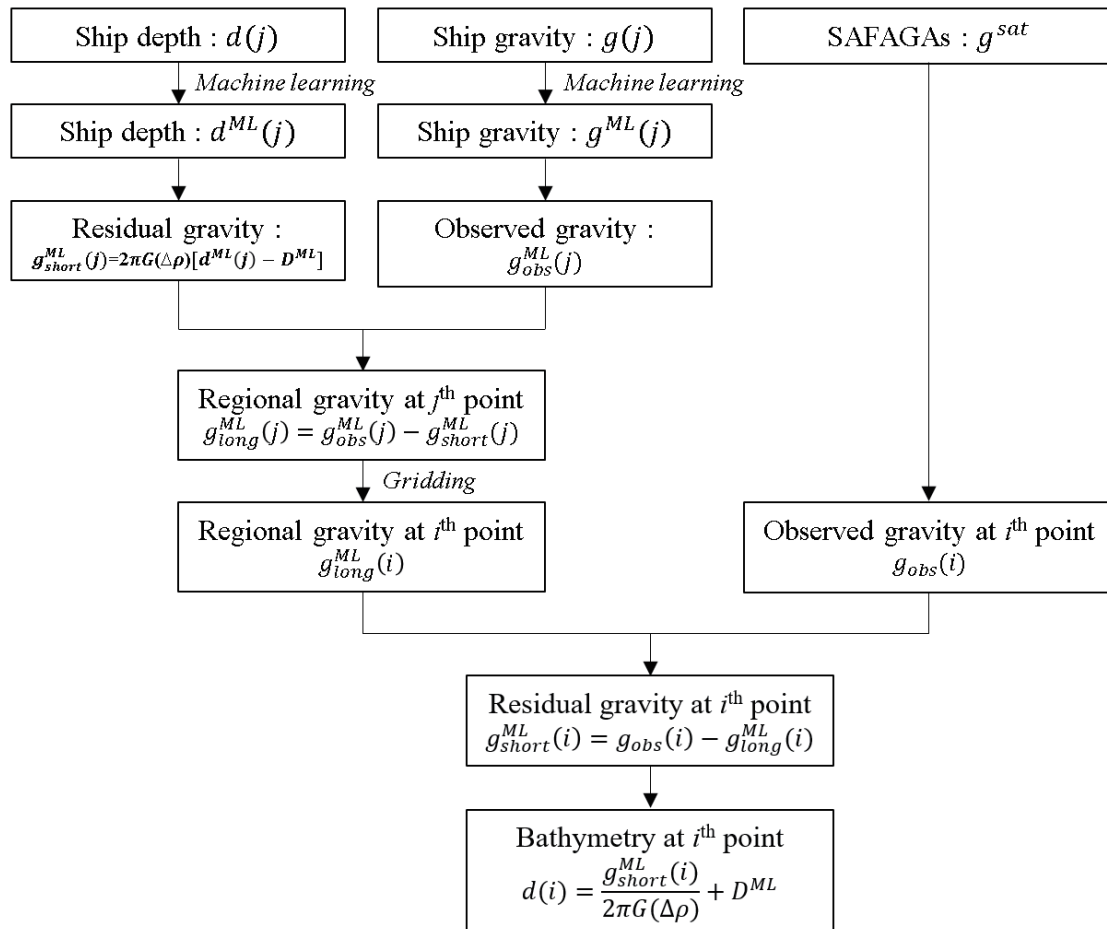 Ship depth : d(j)
Ship gravity : g(j)
SAFAGAs : g^{sat}
Machine learning
Machine learning
Ship depth : d^{ML}(j)
Ship gravity : g^{ML}(j)
Residual gravity :
g^{ML}_{short}(j)=2πG(Δρ)[d^{ML}(j) − D^{ML}]
Observed gravity :
g^{ML}_{obs}(j)
Regional gravity at j^{th} point
g^{ML}_{long}(j) = g^{ML}_{obs}(j) − g^{ML}_{short}(j)
Gridding
Regional gravity at i^{th} point
g^{ML}_{long}(i)
Observed gravity at i^{th} point
g_{obs}(i)
Residual gravity at i^{th} point
g^{ML}_{short}(i) = g_{obs}(i) − g^{ML}_{long}(i)
Bathymetry at i^{th} point
d(i) = \frac{g^{ML}_{short}(i)}{2πG(Δρ)} + D^{ML}